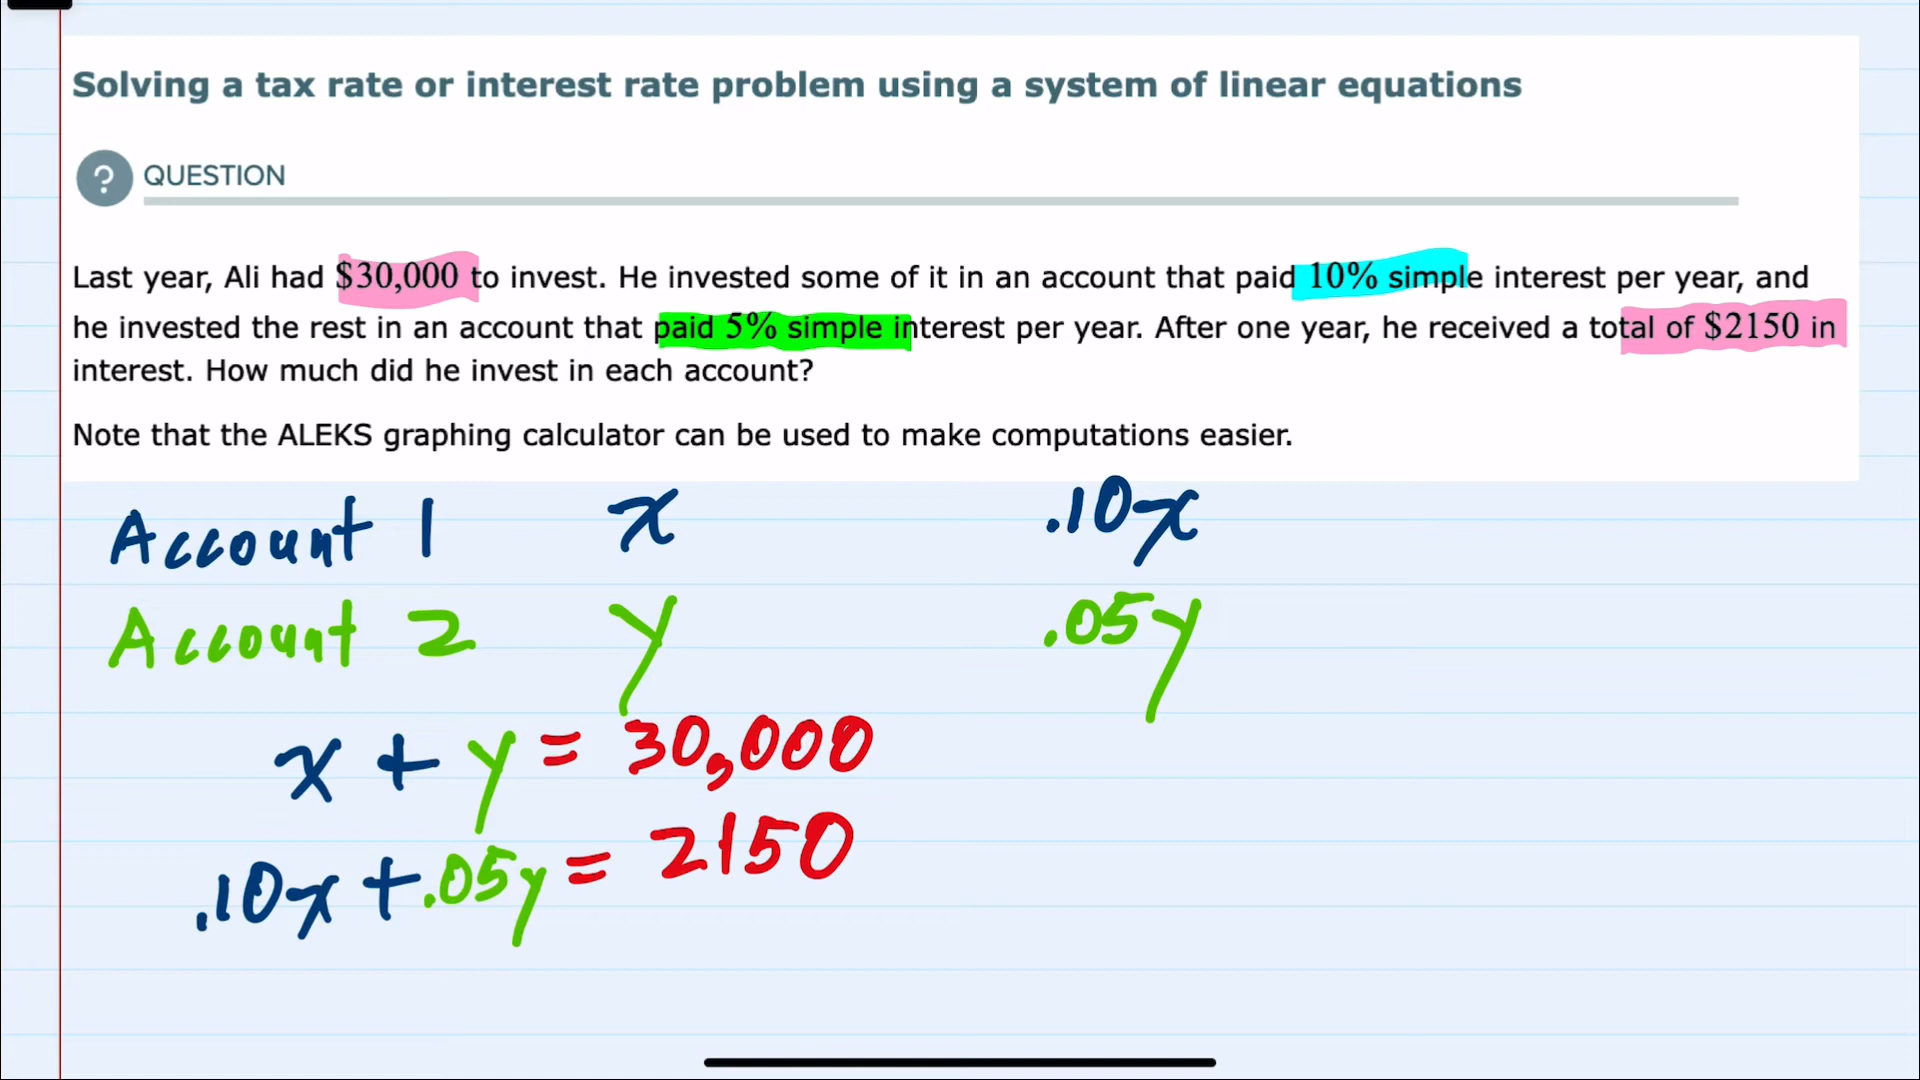 Solving a tax rate or interest rate problem using a system of linear equations
? QUESTION
Last year, Ali had $30,000 to invest. He invested some of it in an account that paid 10% simple interest per year, and
he invested the rest in an account that paid 5% simple interest per year. After one year, he received a total of $2150 in
interest. How much did he invest in each account?
Note that the ALEKS graphing calculator can be used to make computations easier.
Account 1 x .10x
Account 2 y .05y
x + y = 30,000
.10x + .05y = 2150